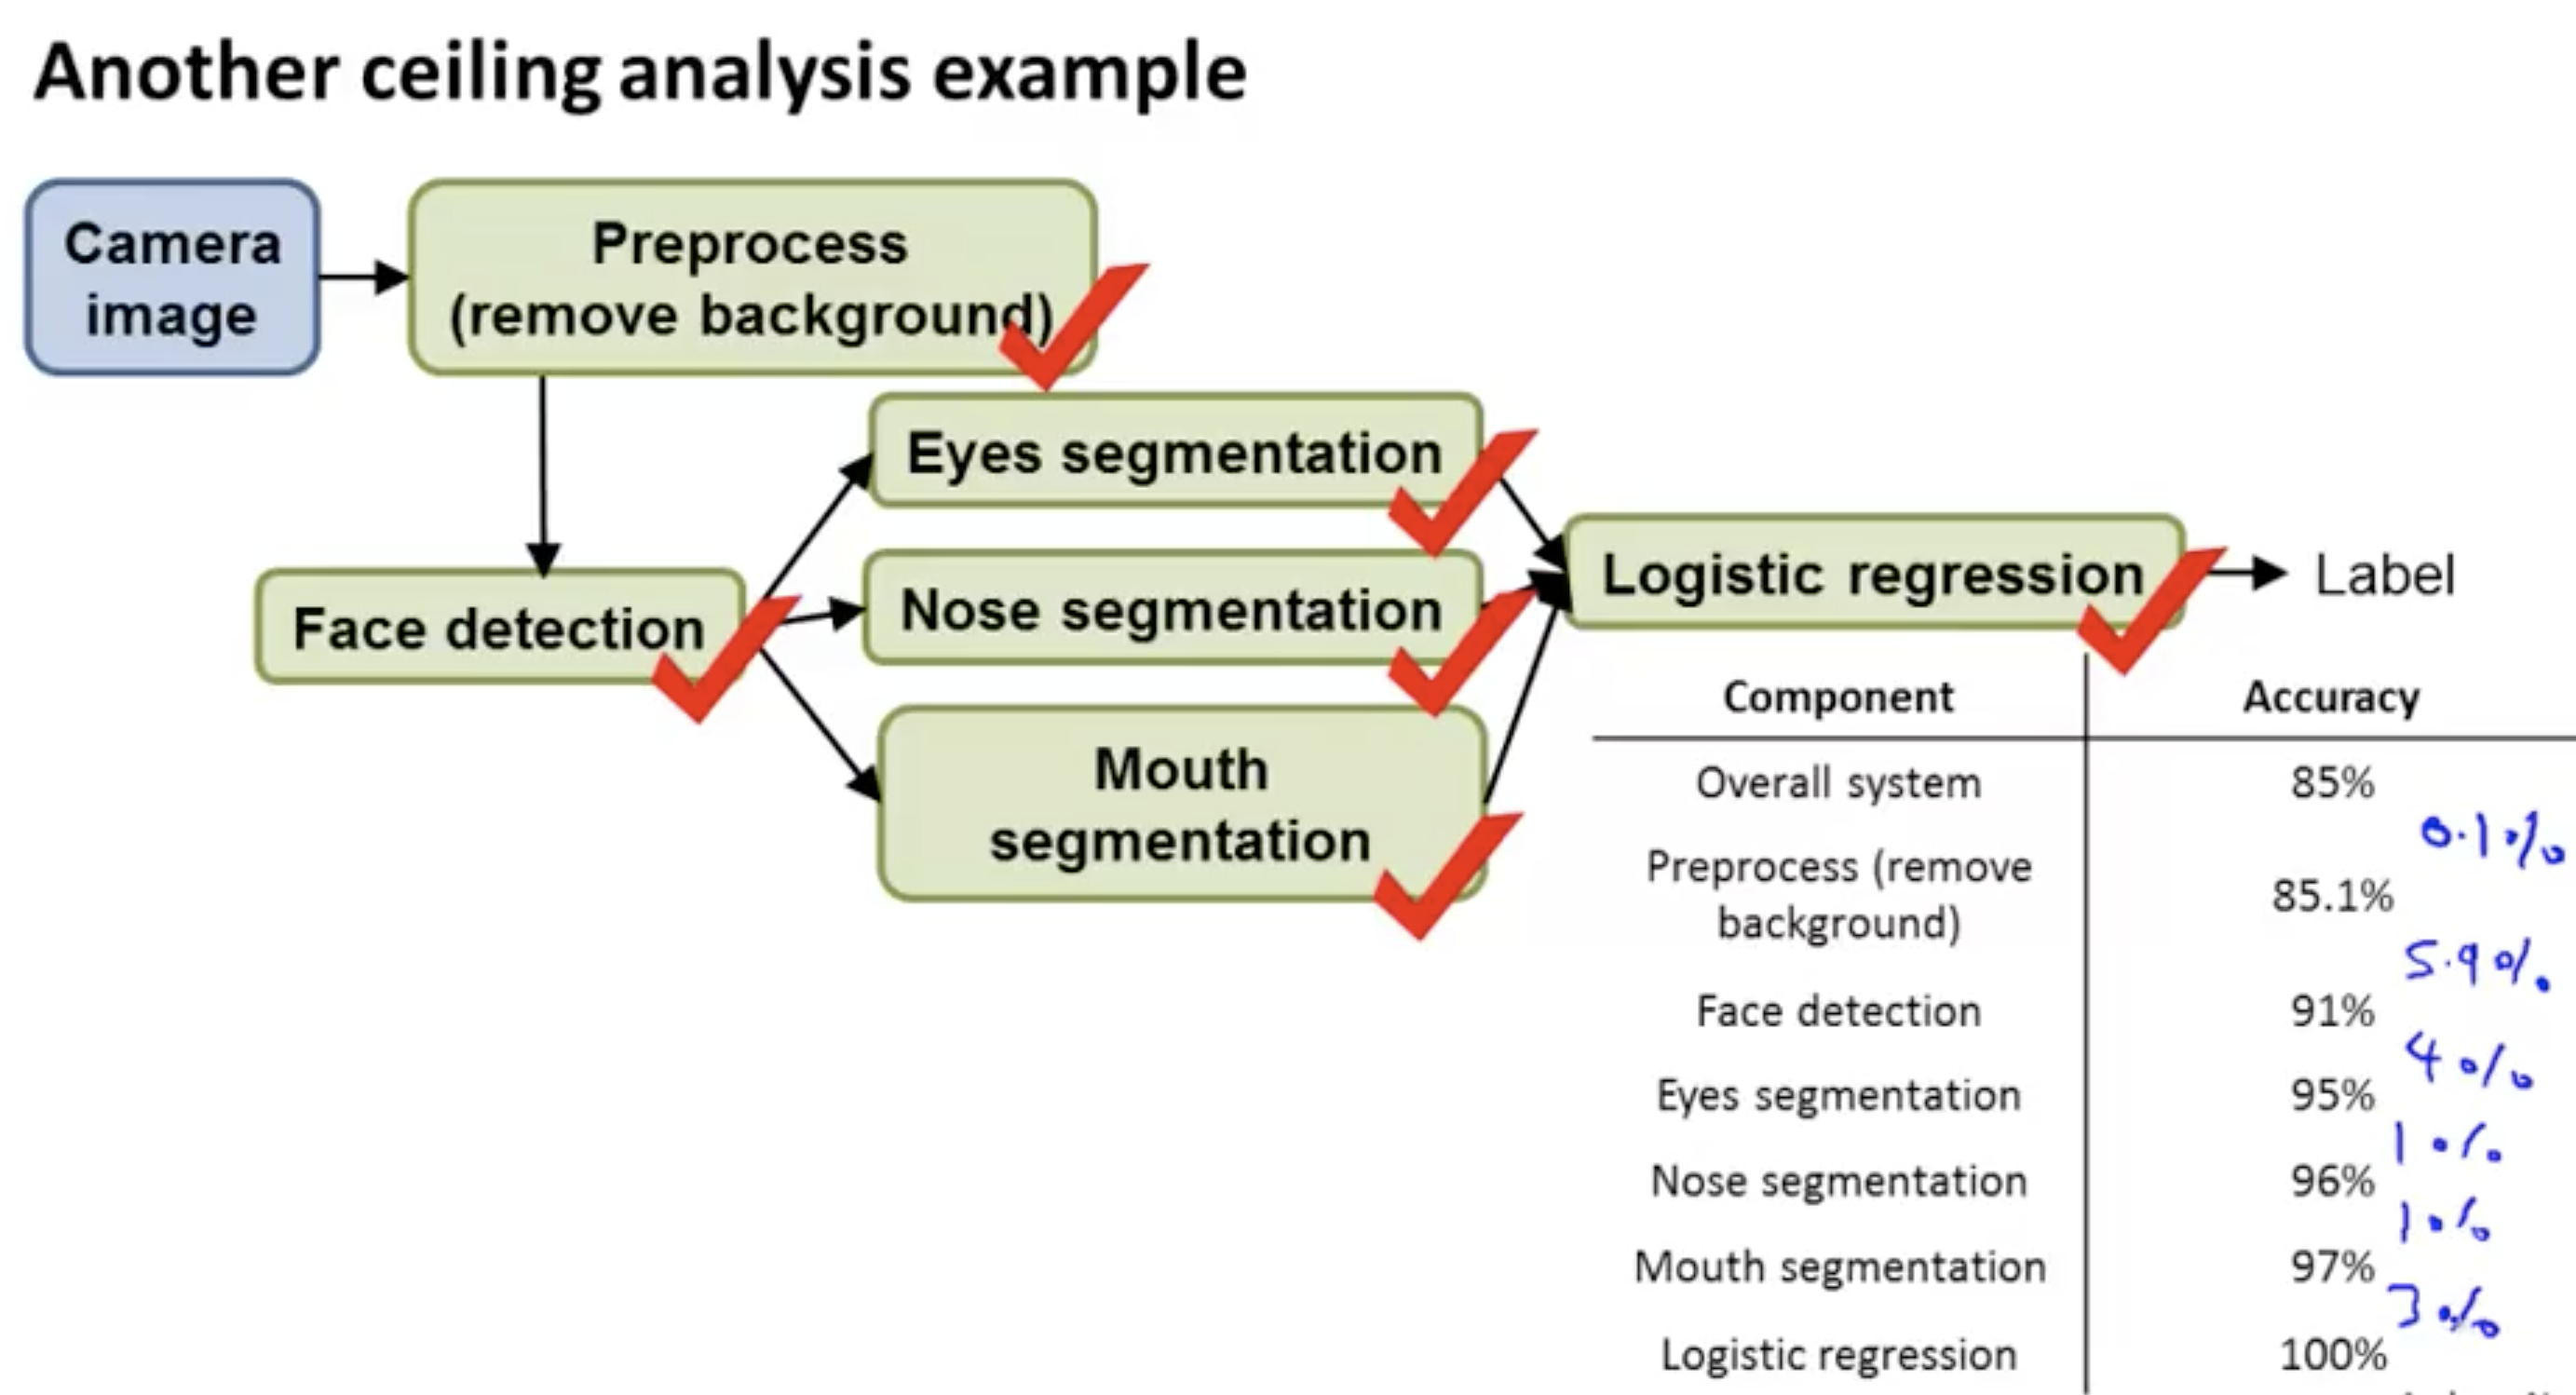 Another ceiling analysis example
Camera
image
Preprocess
(remove background)
Eyes segmentation
Face detection
Nose segmentation
Mouth
segmentation
Logistic regression
Label
Component Accuracy
Overall system 85%
0.1%
Preprocess (remove
background) 85.1%
5.9%
Face detection 91%
4%
Eyes segmentation 95%
1%
Nose segmentation 96%
1%
Mouth segmentation 97%
3%
Logistic regression 100%